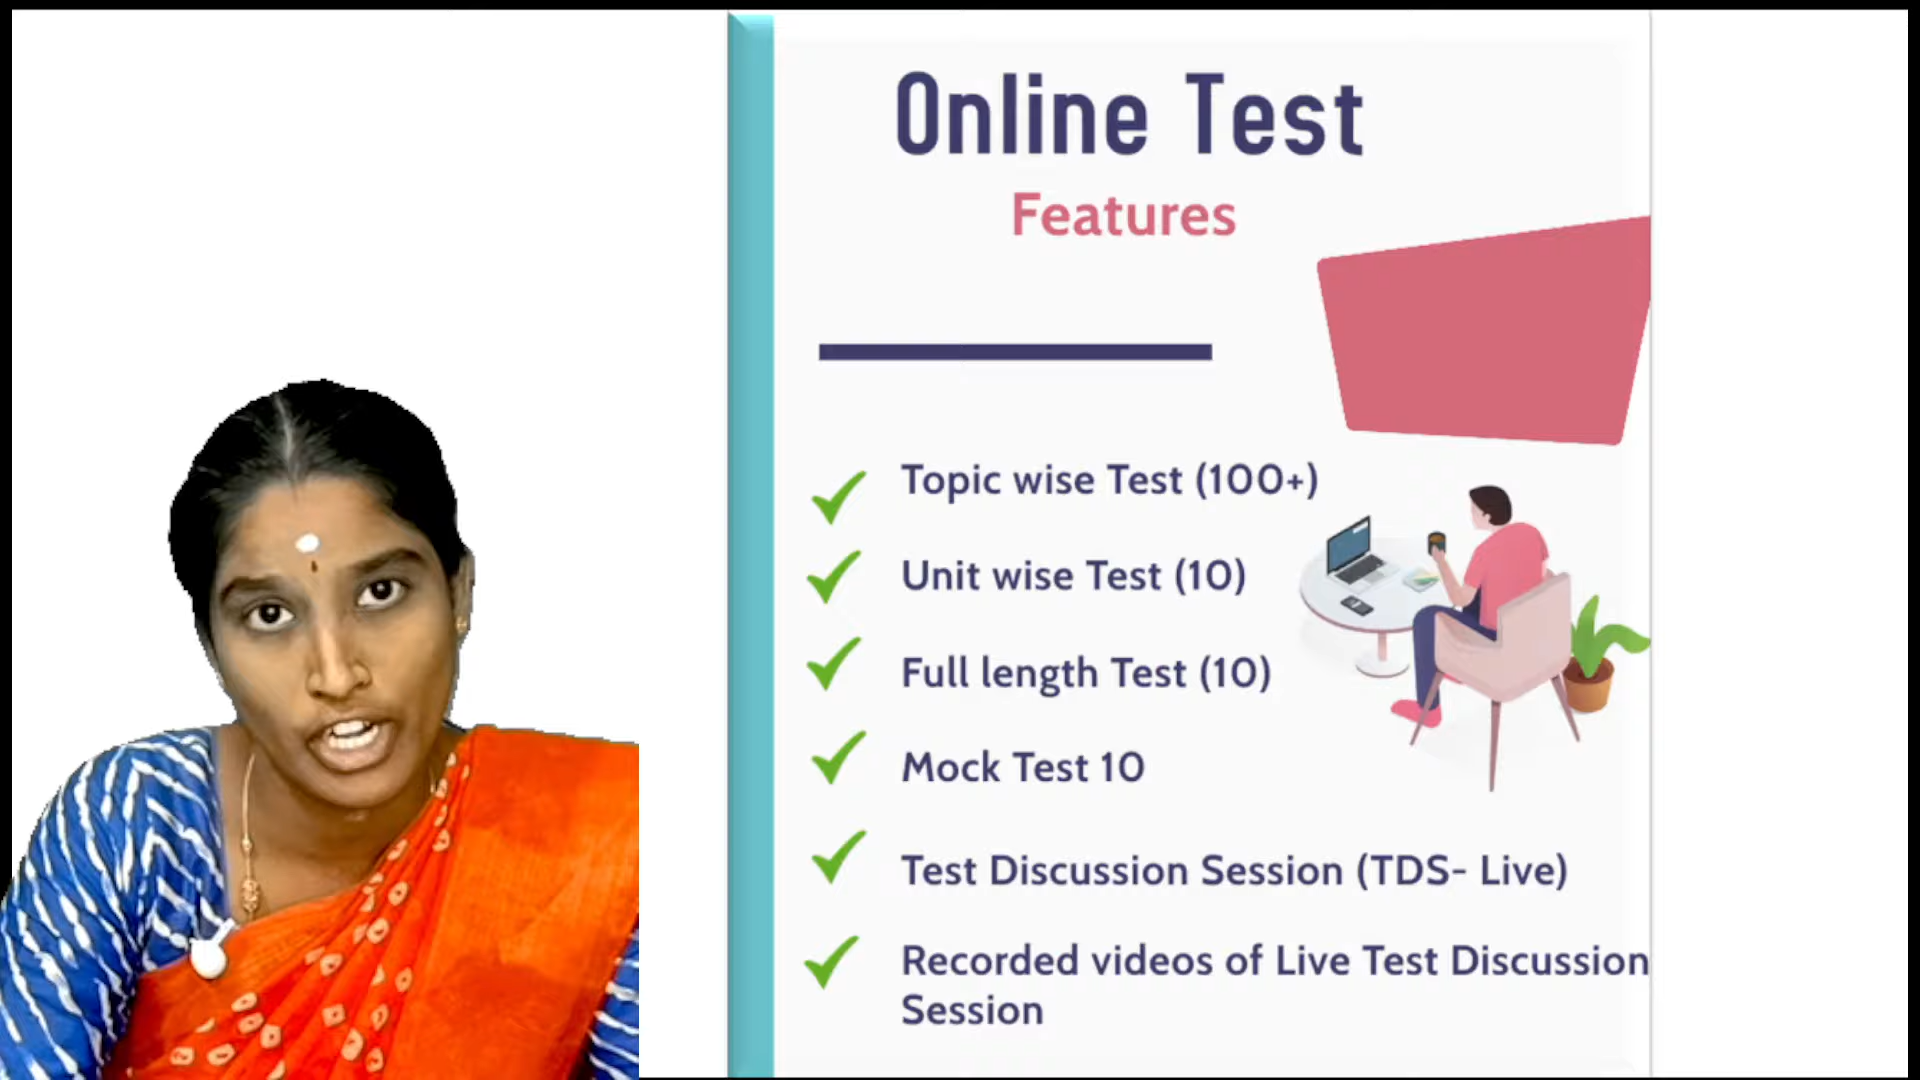 Online Test
Features
Topic wise Test (100+)
Unit wise Test (10)
Full length Test (10)
Mock Test 10
Test Discussion Session (TDS- Live)
Recorded videos of Live Test Discussion
Session